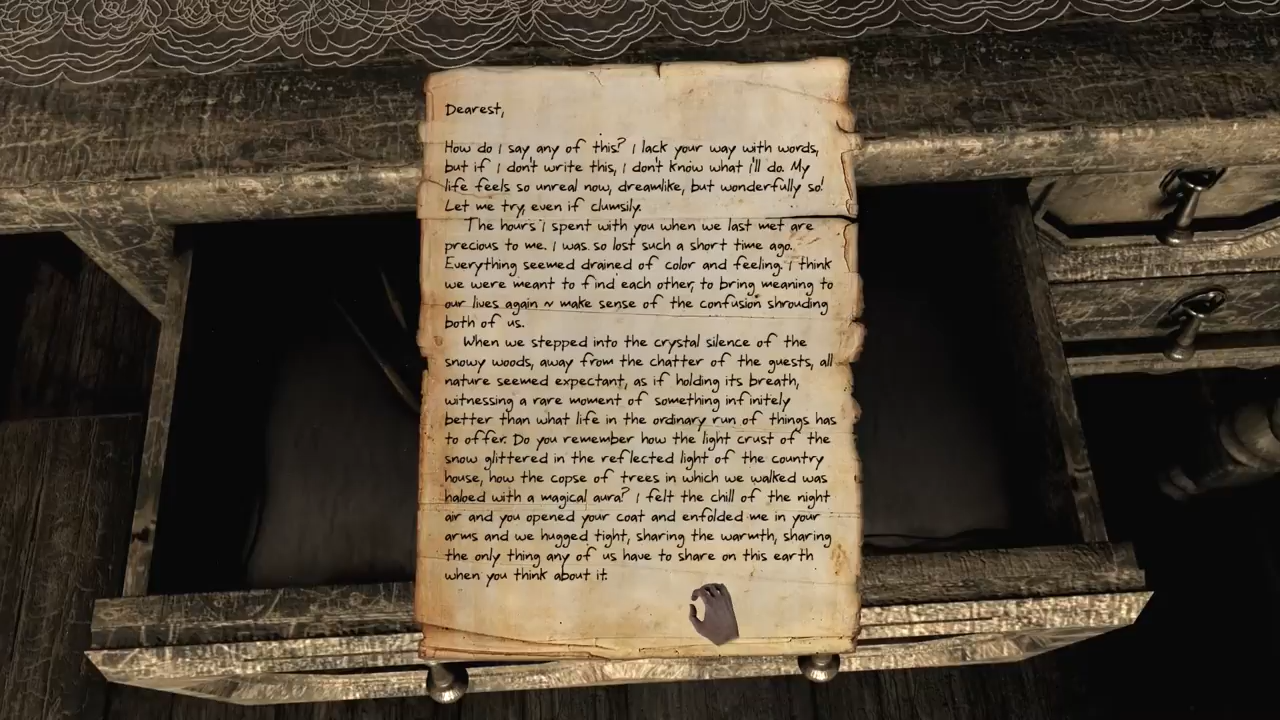 Dearest,
How do I say any of this? I lack your way with words,
but if I don't write this, I don't know what I'll do. My
life feels so unreal now, dreamlike, but wonderfully so!
Let me try, even if clumsily.
The hours I spent with you when we last met are
precious to me. I was so lost such a short time ago.
Everything seemed drained of color and feeling. I think
we were meant to find each other, to bring meaning to
our lives again ~ make sense of the confusion shrouding
both of us.
When we stepped into the crystal silence of the
snowy woods, away from the chatter of the guests, all
nature seemed expectant, as if holding its breath,
witnessing a rare moment of something infinitely
better than what life in the ordinary run of things has
to offer. Do you remember how the light crust of the
snow glittered in the reflected light of the country
house, how the copse of trees in which we walked was
haloed with a magical aura? I felt the chill of the night
air and you opened your coat and enfolded me in your
arms and we hugged tight, sharing the warmth, sharing
the only thing any of us have to share on this earth
when you think about it.